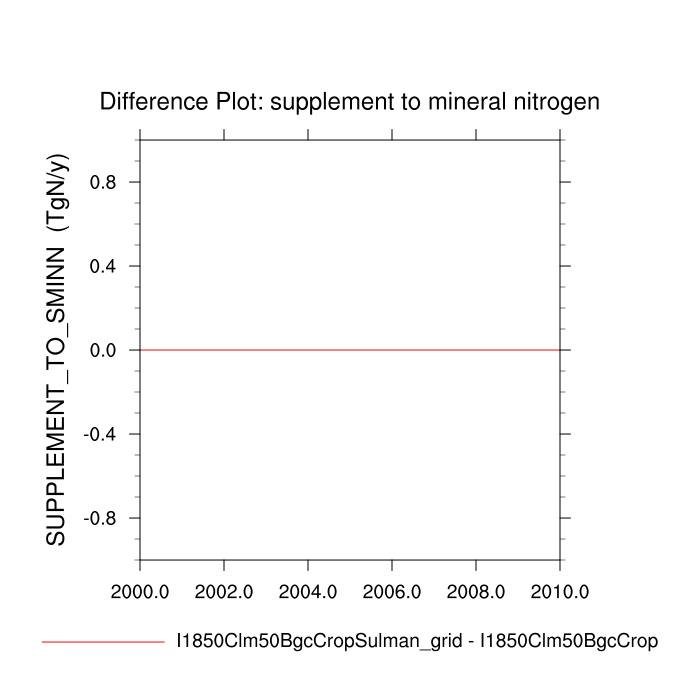 Difference Plot: supplement to mineral nitrogen
SUPPLEMENT_TO_SMINN (TgN/y)
0.8
0.4
0.0
-0.4
-0.8
2000.0 2002.0 2004.0 2006.0 2008.0 2010.0
I1850Clm50BgcCropSulman_grid - I1850Clm50BgcCrop